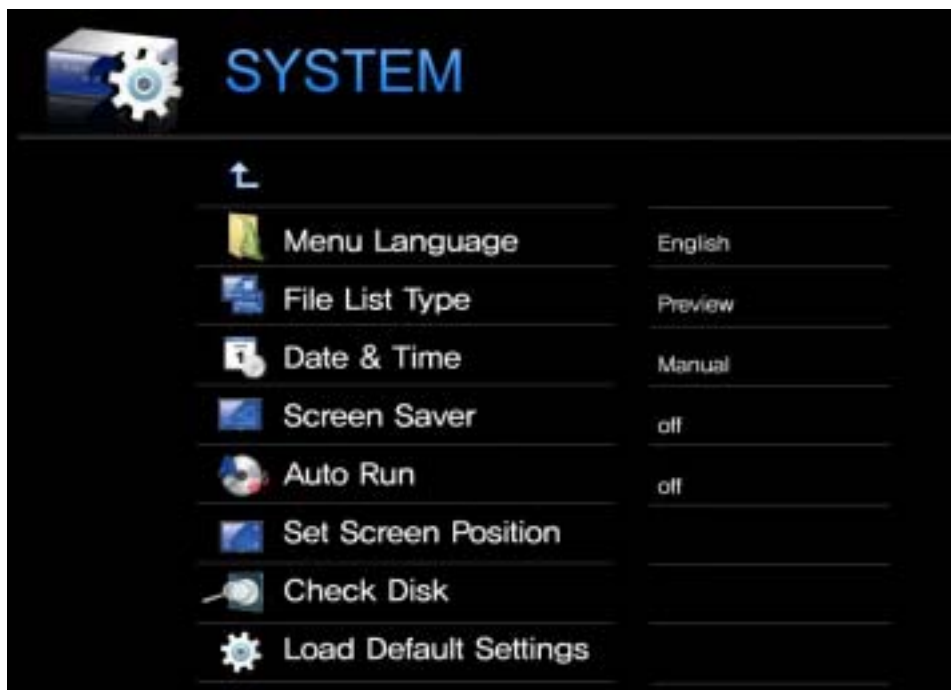 SYSTEM
Menu Language English
File List Type Preview
Date & Time Manual
Screen Saver off
Auto Run off
Set Screen Position
Check Disk
Load Default Settings